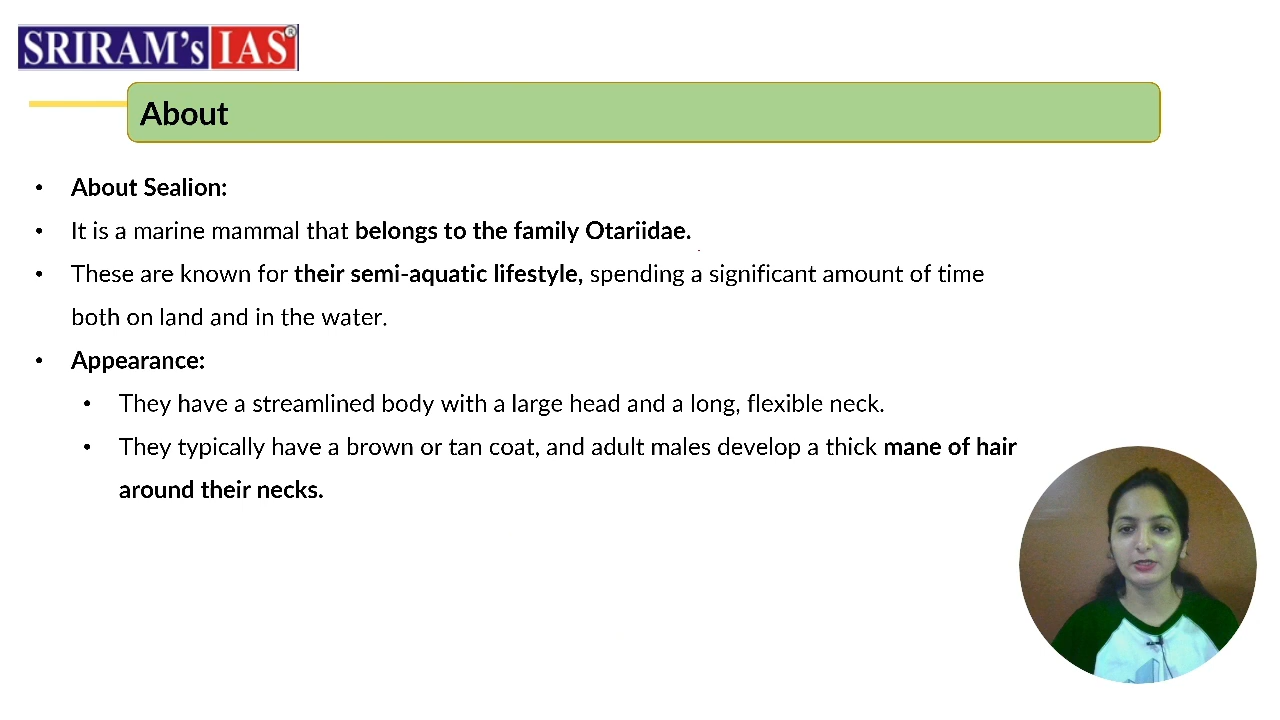 SRIRAM's IAS®
About
• About Sealion:
• It is a marine mammal that belongs to the family Otariidae.
• These are known for their semi-aquatic lifestyle, spending a significant amount of time
both on land and in the water.
• Appearance:
• They have a streamlined body with a large head and a long, flexible neck.
• They typically have a brown or tan coat, and adult males develop a thick mane of hair
around their necks.